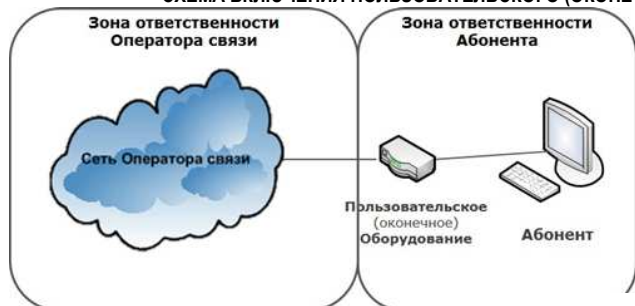 Зона ответственности
Оператора связи
Зона ответственности
Абонента
Сеть Оператора связи
Пользовательское
(оконечное)
Оборудование
Абонент